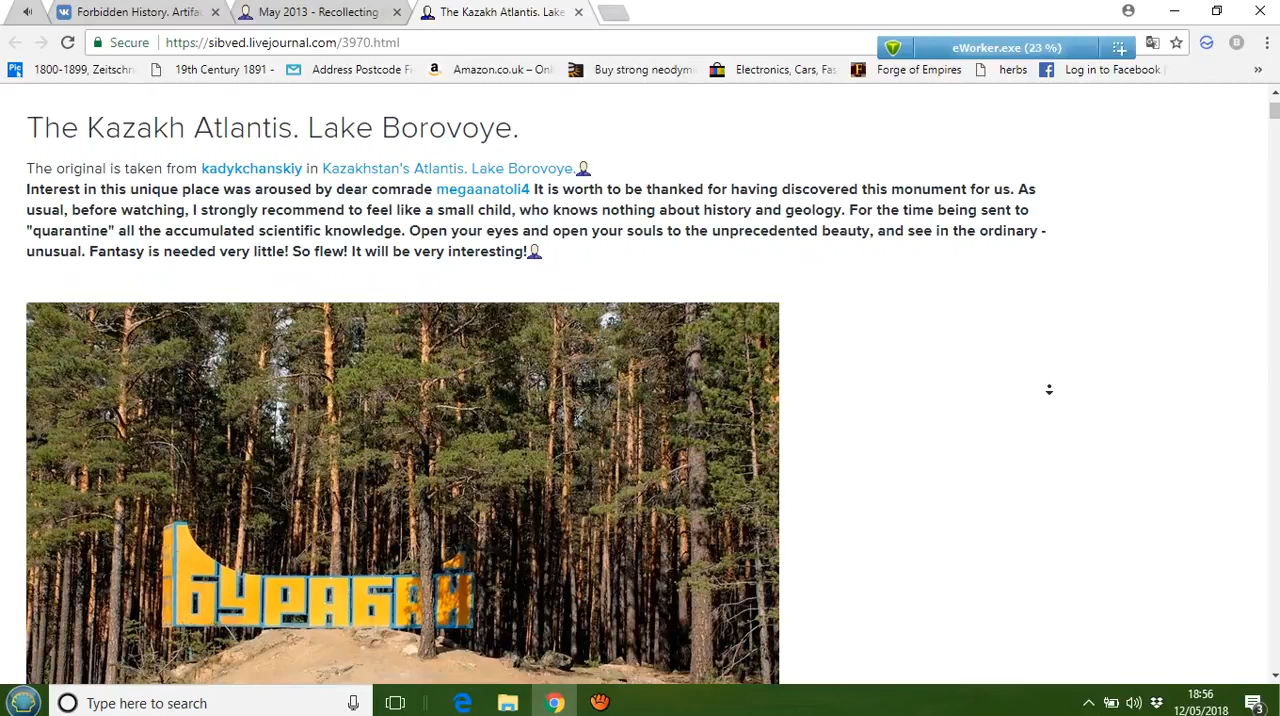 Forbidden History. Artifa
May 2013 - Recollecting
The Kazakh Atlantis. Lake
Secure
https://sibved.livejournal.com/3970.html
eWorker.exe (23 %)
1800-1899, Zeitschr
19th Century 1891 -
Address Postcode F
Amazon.co.uk – Onl
Buy strong neodym
Electronics, Cars, Fas
Forge of Empires
herbs
Log in to Facebook
»
The Kazakh Atlantis. Lake Borovoye.
The original is taken from kadykchanskiy in Kazakhstan's Atlantis. Lake Borovoye.
Interest in this unique place was aroused by dear comrade megaanatoli4 It is worth to be thanked for having discovered this monument for us. As
usual, before watching, I strongly recommend to feel like a small child, who knows nothing about history and geology. For the time being sent to
"quarantine" all the accumulated scientific knowledge. Open your eyes and open your souls to the unprecedented beauty, and see in the ordinary -
unusual. Fantasy is needed very little! So flew! It will be very interesting!
БУРАБАЙ
Type here to search
18:56
12/05/2018
3